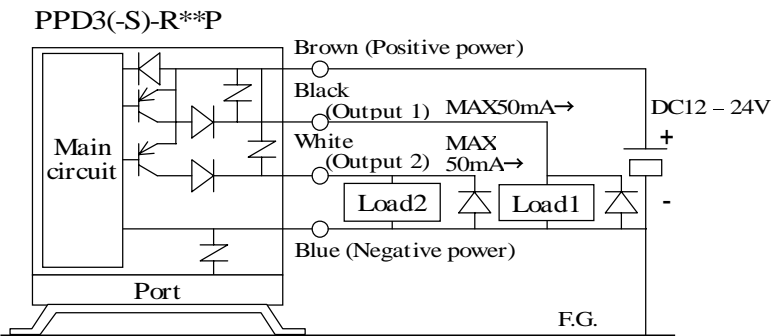 PPD3(-S)-R**P
Brown (Positive power)
Black
(Output 1)
MAX50mA→
DC12 – 24V
White
(Output 2)
MAX
50mA→
Main
circuit
+
Load2
Load1
-
Blue (Negative power)
Port
F.G.